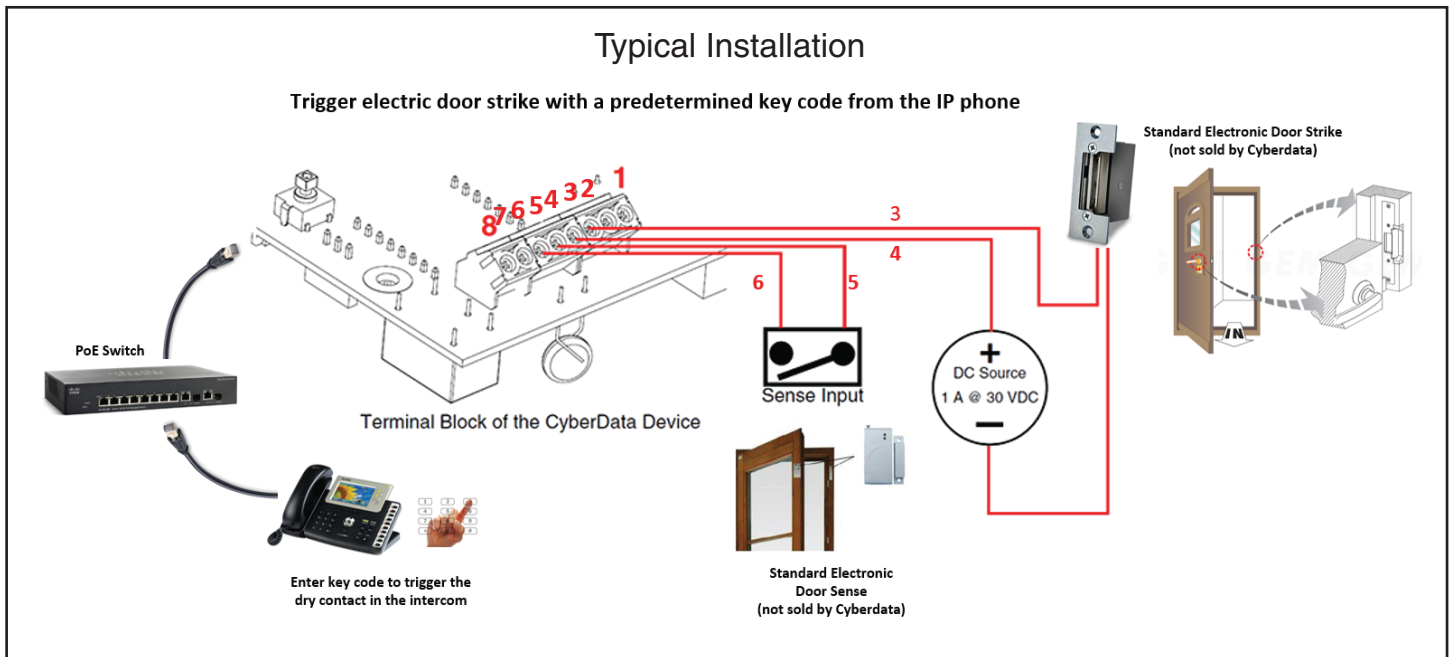 Typical Installation
Trigger electric door strike with a predetermined key code from the IP phone
Standard Electronic Door Strike
(not sold by Cyberdata)
1
2
3
4
5
6
7
8
3
4
6
5
IN
PoE Switch
Terminal Block of the CyberData Device
Sense Input
+
DC Source
1 A @ 30 VDC
—
Enter key code to trigger the
dry contact in the intercom
Standard Electronic
Door Sense
(not sold by Cyberdata)